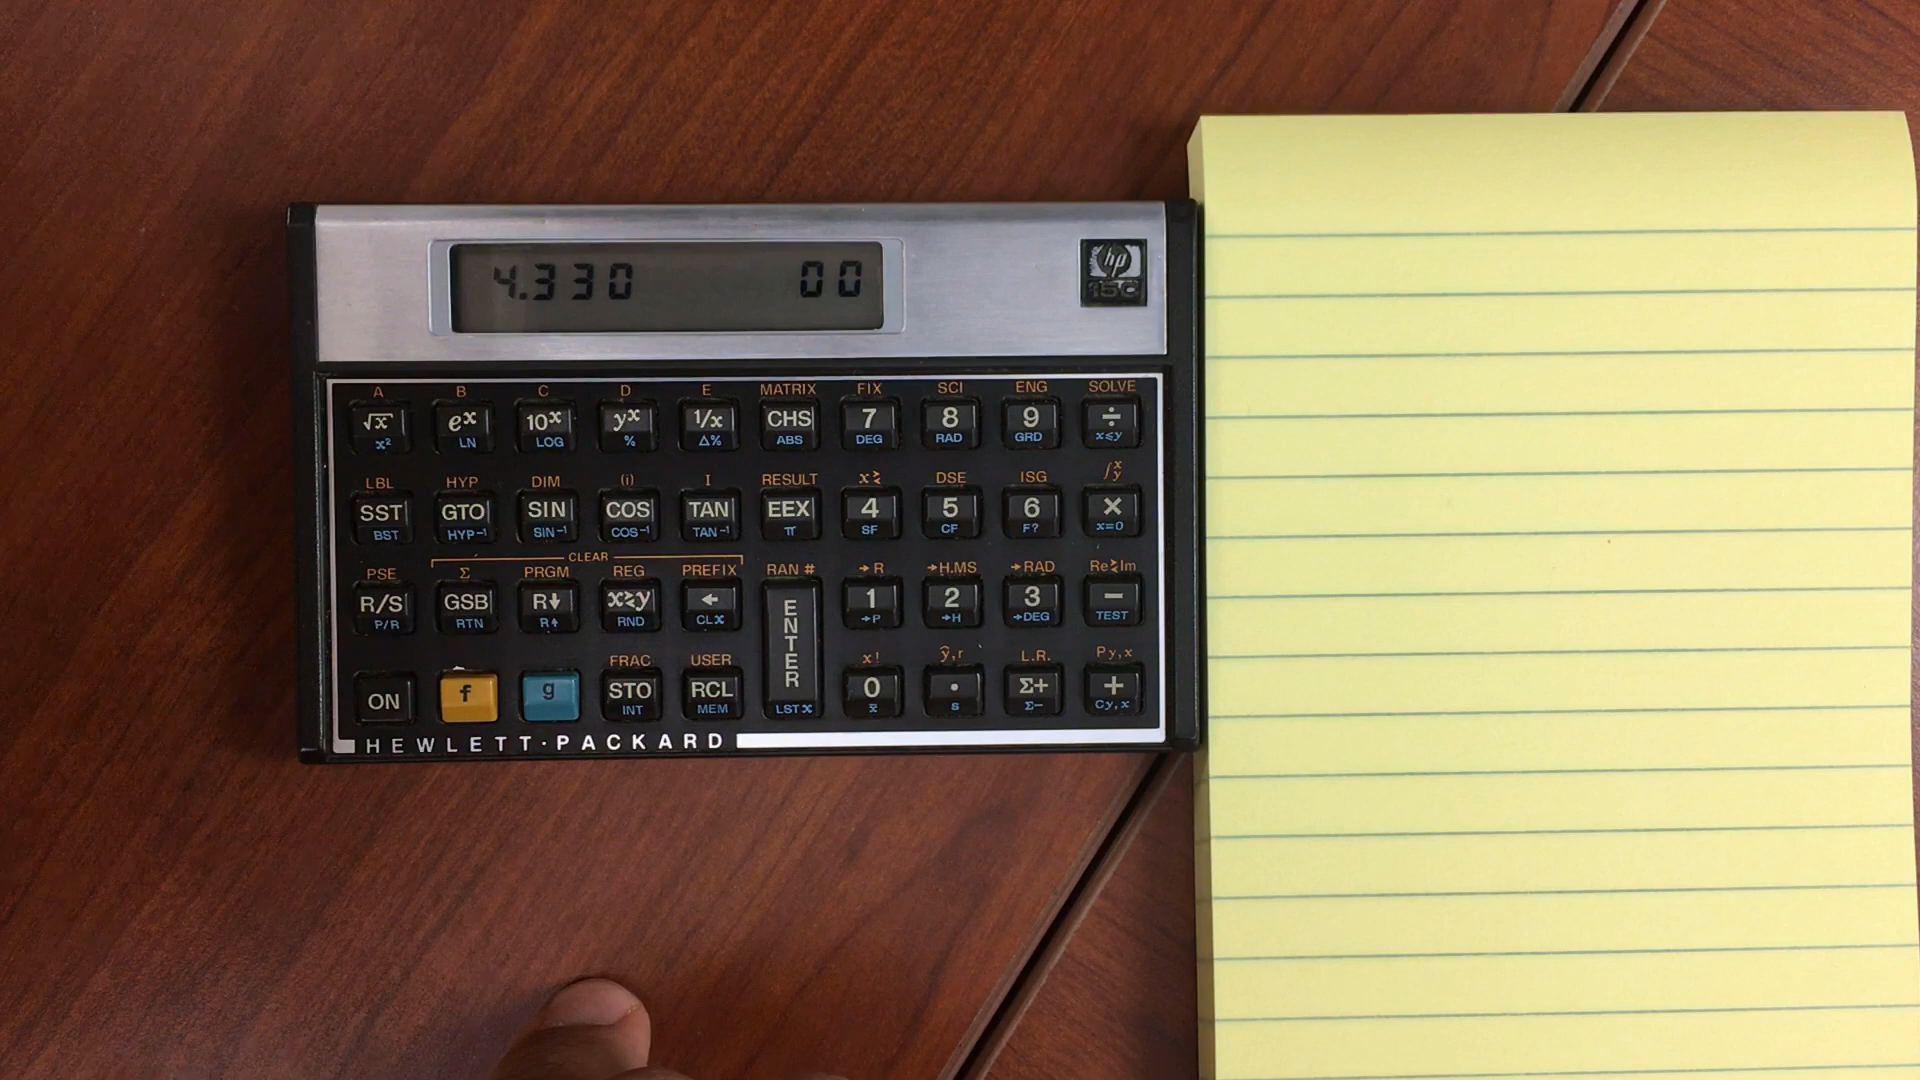 4.330 00
hp
15C
A B C D E MATRIX FIX SCI ENG SOLVE
√x eˣ 10ˣ yˣ 1/x CHS 7 8 9 ÷
x² LN LOG % Δ% ABS DEG RAD GRD x≤y
LBL HYP DIM (i) I RESULT x≷ DSE ISG ∫xy
SST GTO SIN COS TAN EEX 4 5 6 ×
BST HYP⁻¹ SIN⁻¹ COS⁻¹ TAN⁻¹ π SF CF F? x=0
CLEAR
PSE Σ PRGM REG PREFIX RAN # →R →H.MS →RAD Re≷Im
R/S GSB R↓ x≷y ← ENTER 1 2 3 −
P/R RTN R↑ RND CLx →P →H →DEG TEST
FRAC USER x! ŷ,r L.R. Py,x
ON f g STO RCL 0 • Σ+ +
INT MEM LSTx x̄ s Σ− Cy,x
HEWLETT·PACKARD